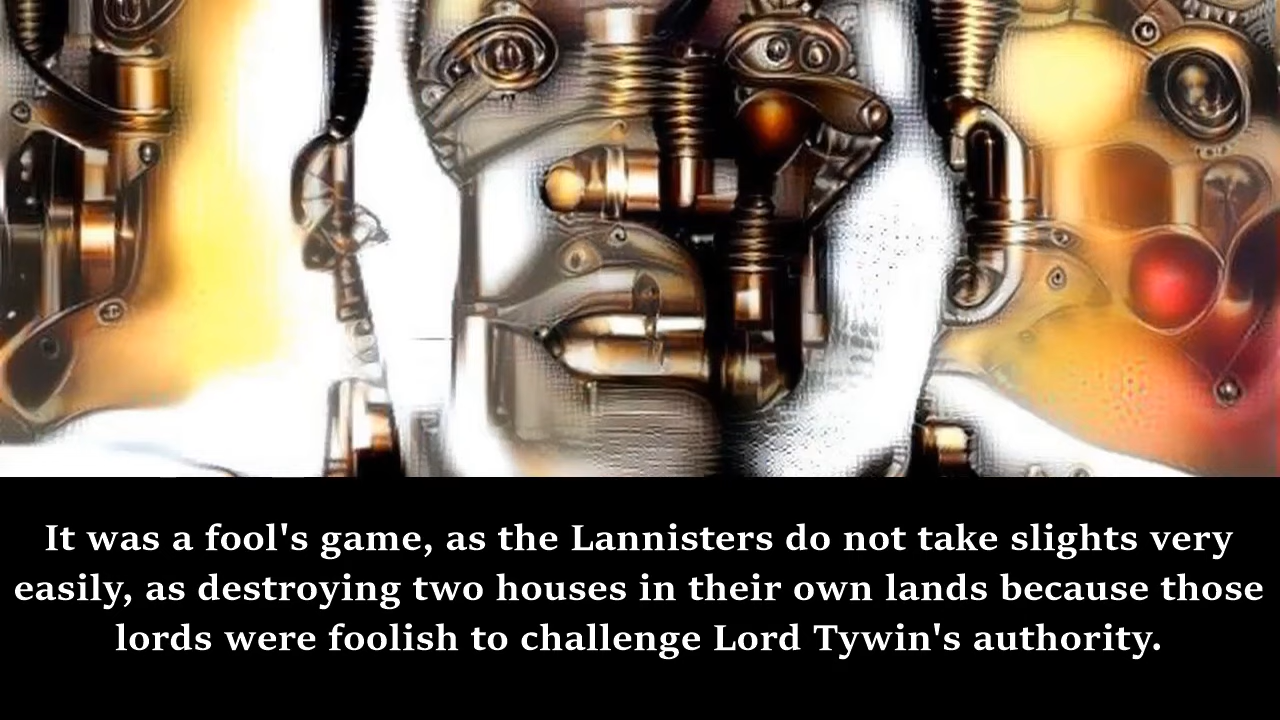 It was a fool's game, as the Lannisters do not take slights very
easily, as destroying two houses in their own lands because those
lords were foolish to challenge Lord Tywin's authority.